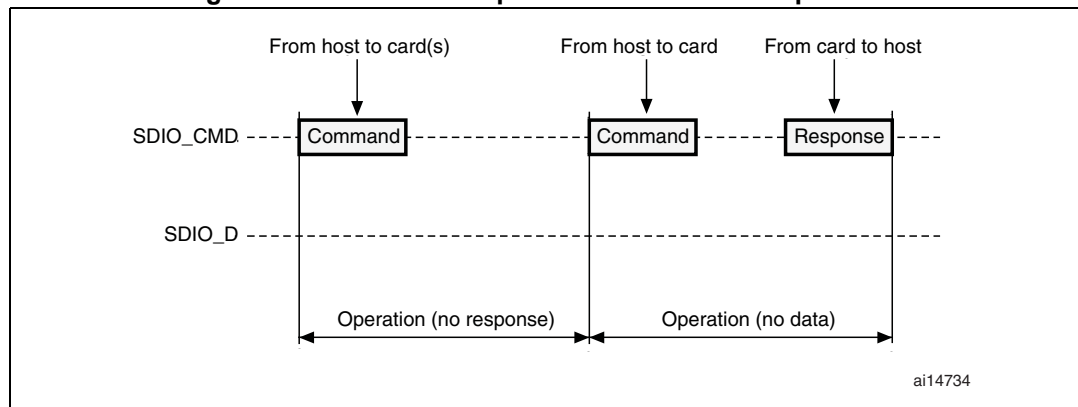 From host to card(s) From host to card From card to host
SDIO_CMD Command Command Response
SDIO_D
Operation (no response) Operation (no data)
ai14734